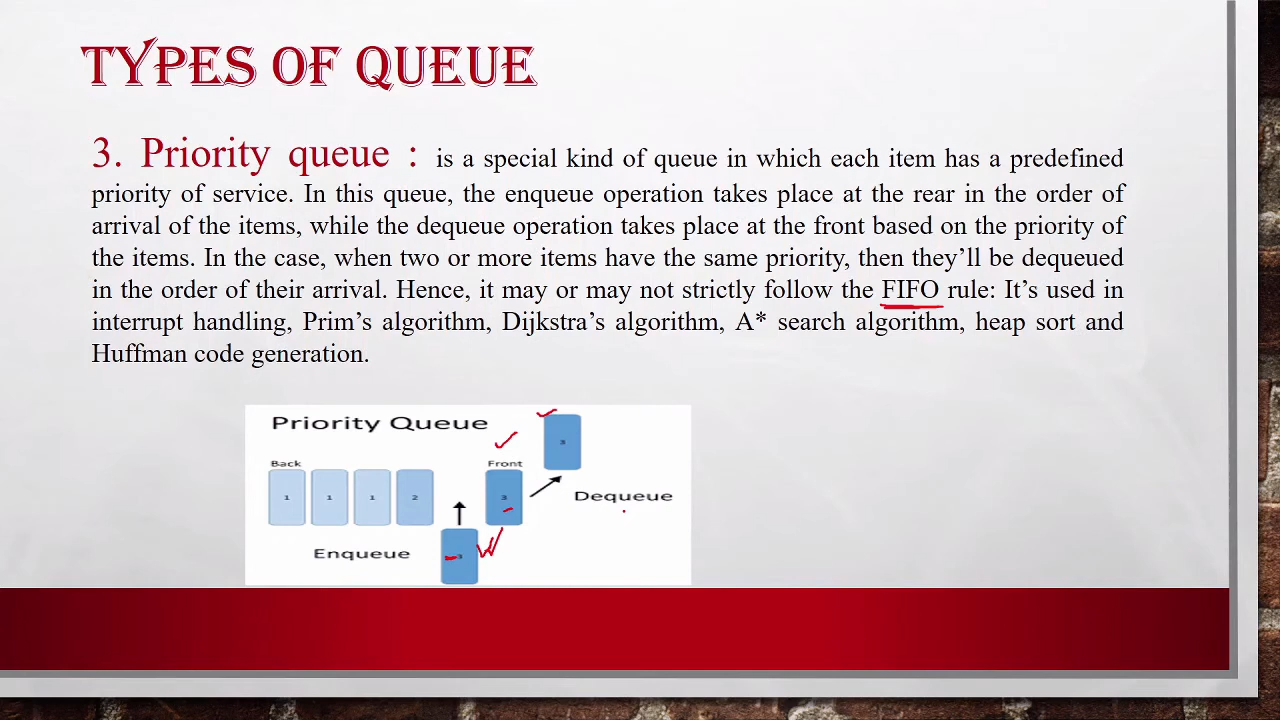 TYPES OF QUEUE
3. Priority queue : is a special kind of queue in which each item has a predefined
priority of service. In this queue, the enqueue operation takes place at the rear in the order of
arrival of the items, while the dequeue operation takes place at the front based on the priority of
the items. In the case, when two or more items have the same priority, then they’ll be dequeued
in the order of their arrival. Hence, it may or may not strictly follow the FIFO rule: It’s used in
interrupt handling, Prim’s algorithm, Dijkstra’s algorithm, A* search algorithm, heap sort and
Huffman code generation.
Priority Queue
3
Back
Front
1 1 1 2 3
Dequeue
Enqueue
3